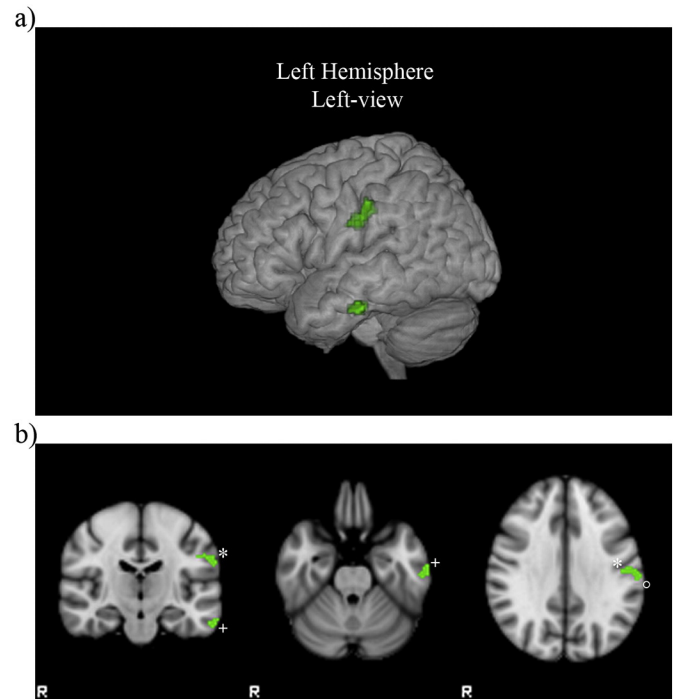 a)
Left Hemisphere
Left-view
b)
*
+
+
*
°
R
R
R